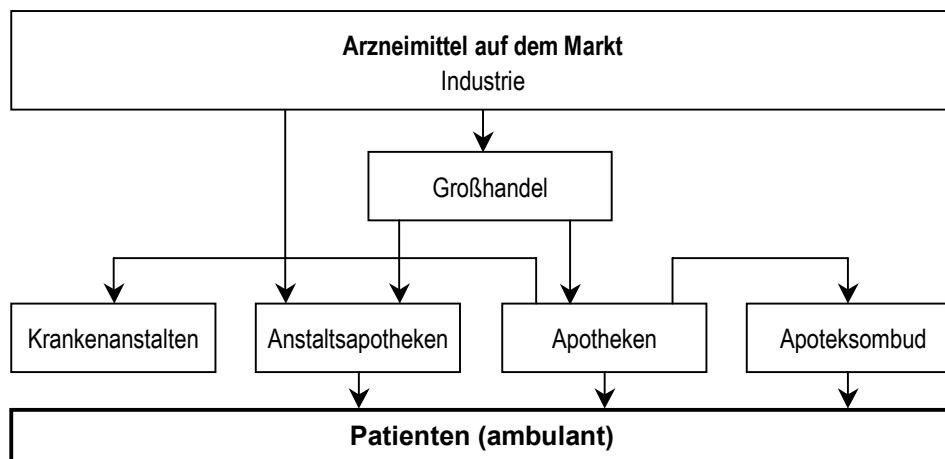 Arzneimittel auf dem Markt
Industrie
Großhandel
Krankenanstalten
Anstaltsapotheken
Apotheken
Apoteksombud
Patienten (ambulant)